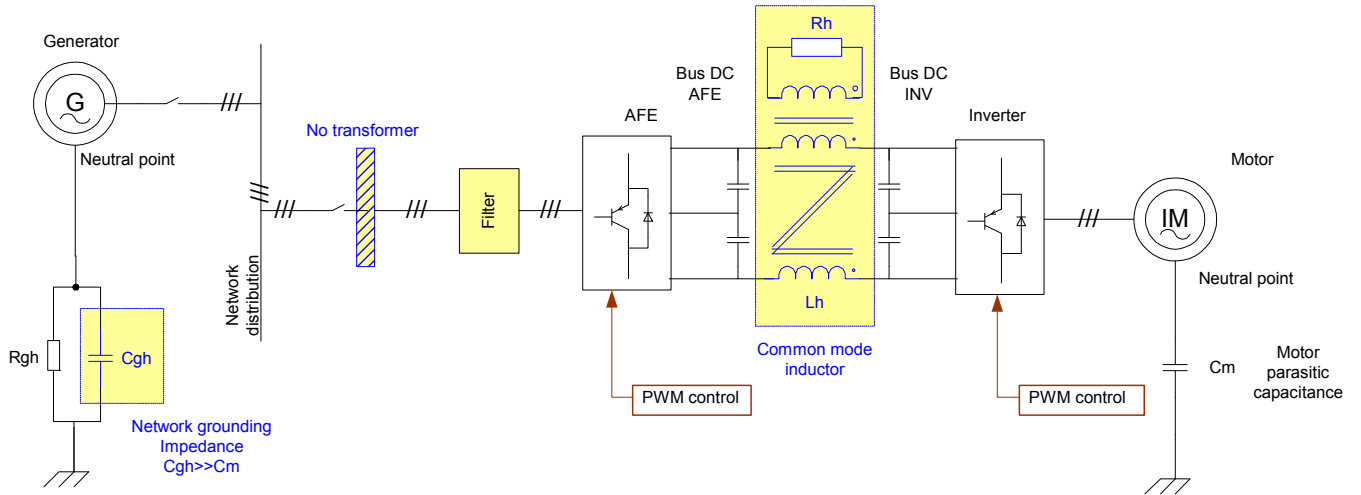 Generator
G
Neutral point
Rgh
Cgh
Network grounding
Impedance
Cgh>>Cm
Network
distribution
No transformer
Filter
AFE
PWM control
Bus DC
AFE
Rh
Lh
Common mode
inductor
Bus DC
INV
Inverter
PWM control
Motor
IM
Neutral point
Cm
Motor
parasitic
capacitance